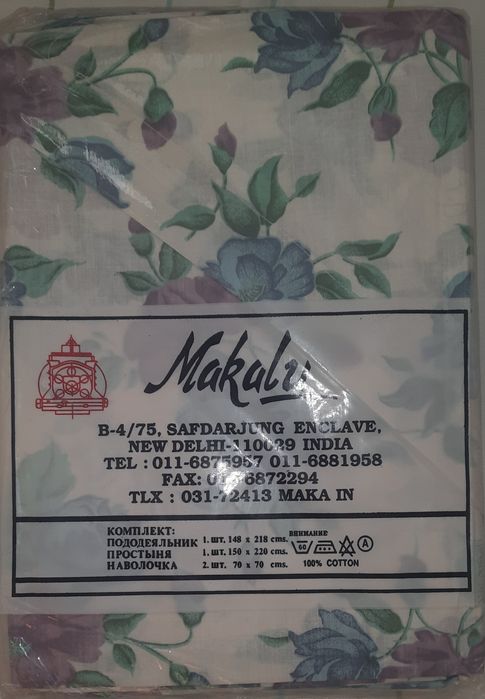 Makalu
B-4/75, SAFDARJUNG ENCLAVE,
NEW DELHI-110029 INDIA
TEL : 011-6875957 011-6881958
FAX: 011-6872294
TLX : 031-72413 MAKA IN
КОМПЛЕКТ:
ПОДОДЕЯЛЬНИК 1. ШТ. 148 x 218 cms.
ПРОСТЫНЯ 1. ШТ. 150 x 220 cms.
НАВОЛОЧКА 2. ШТ. 70 x 70 cms.
ВНИМАНИЕ
60 A
100% COTTON